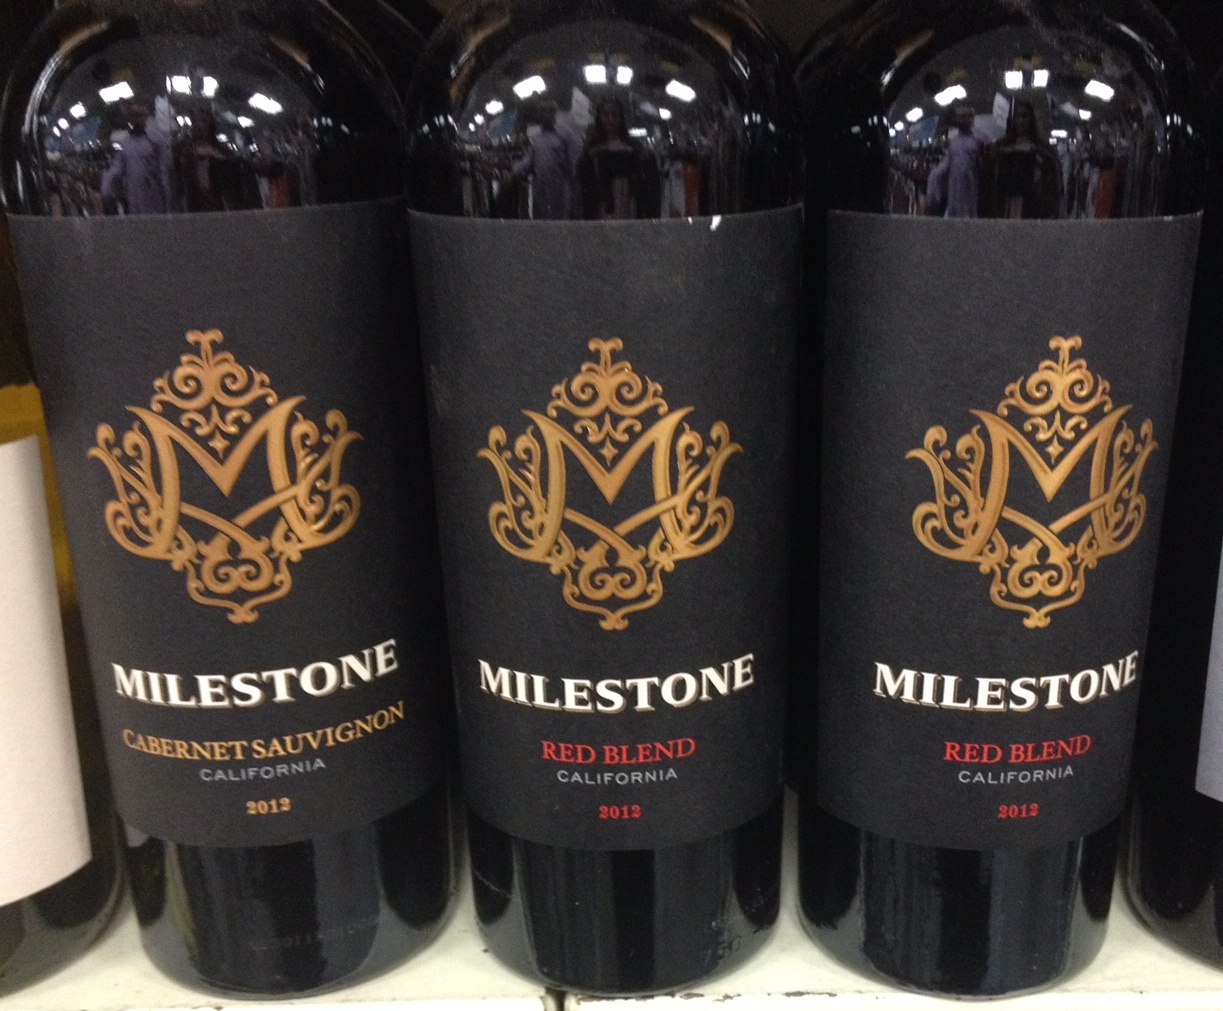 MILESTONE
CABERNET SAUVIGNON
CALIFORNIA
2012
MILESTONE
RED BLEND
CALIFORNIA
2012
MILESTONE
RED BLEND
CALIFORNIA
2012